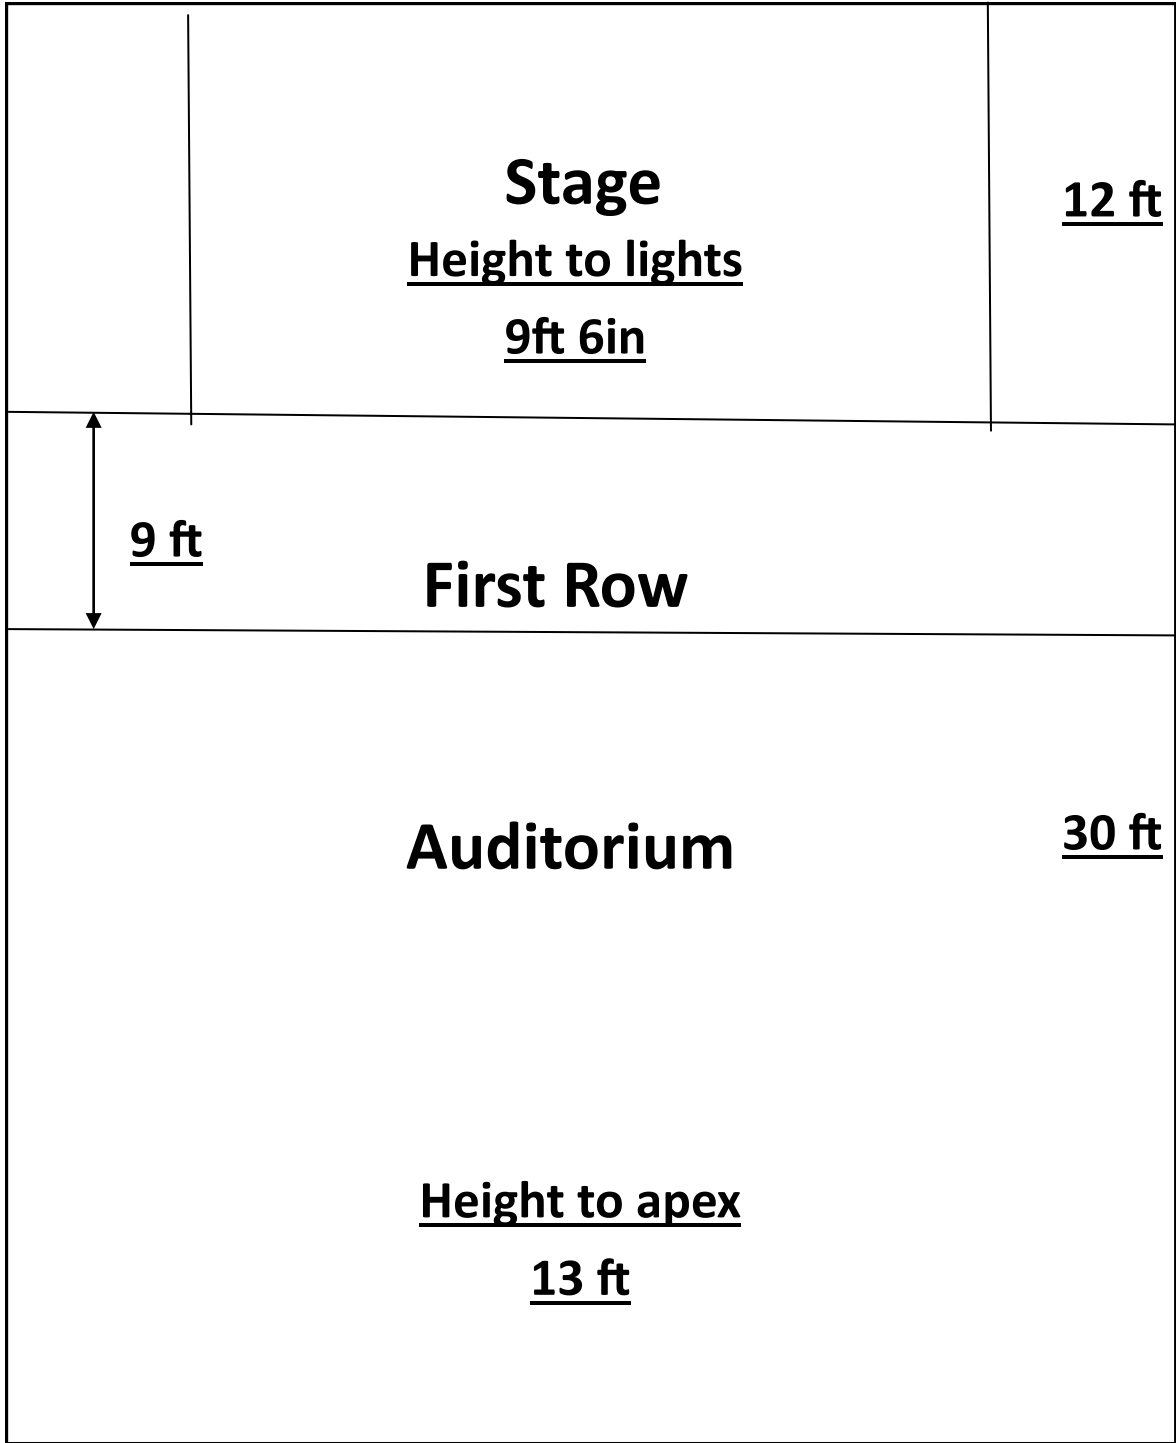 Stage
12 ft
Height to lights
9ft 6in
9 ft
First Row
Auditorium
30 ft
Height to apex
13 ft